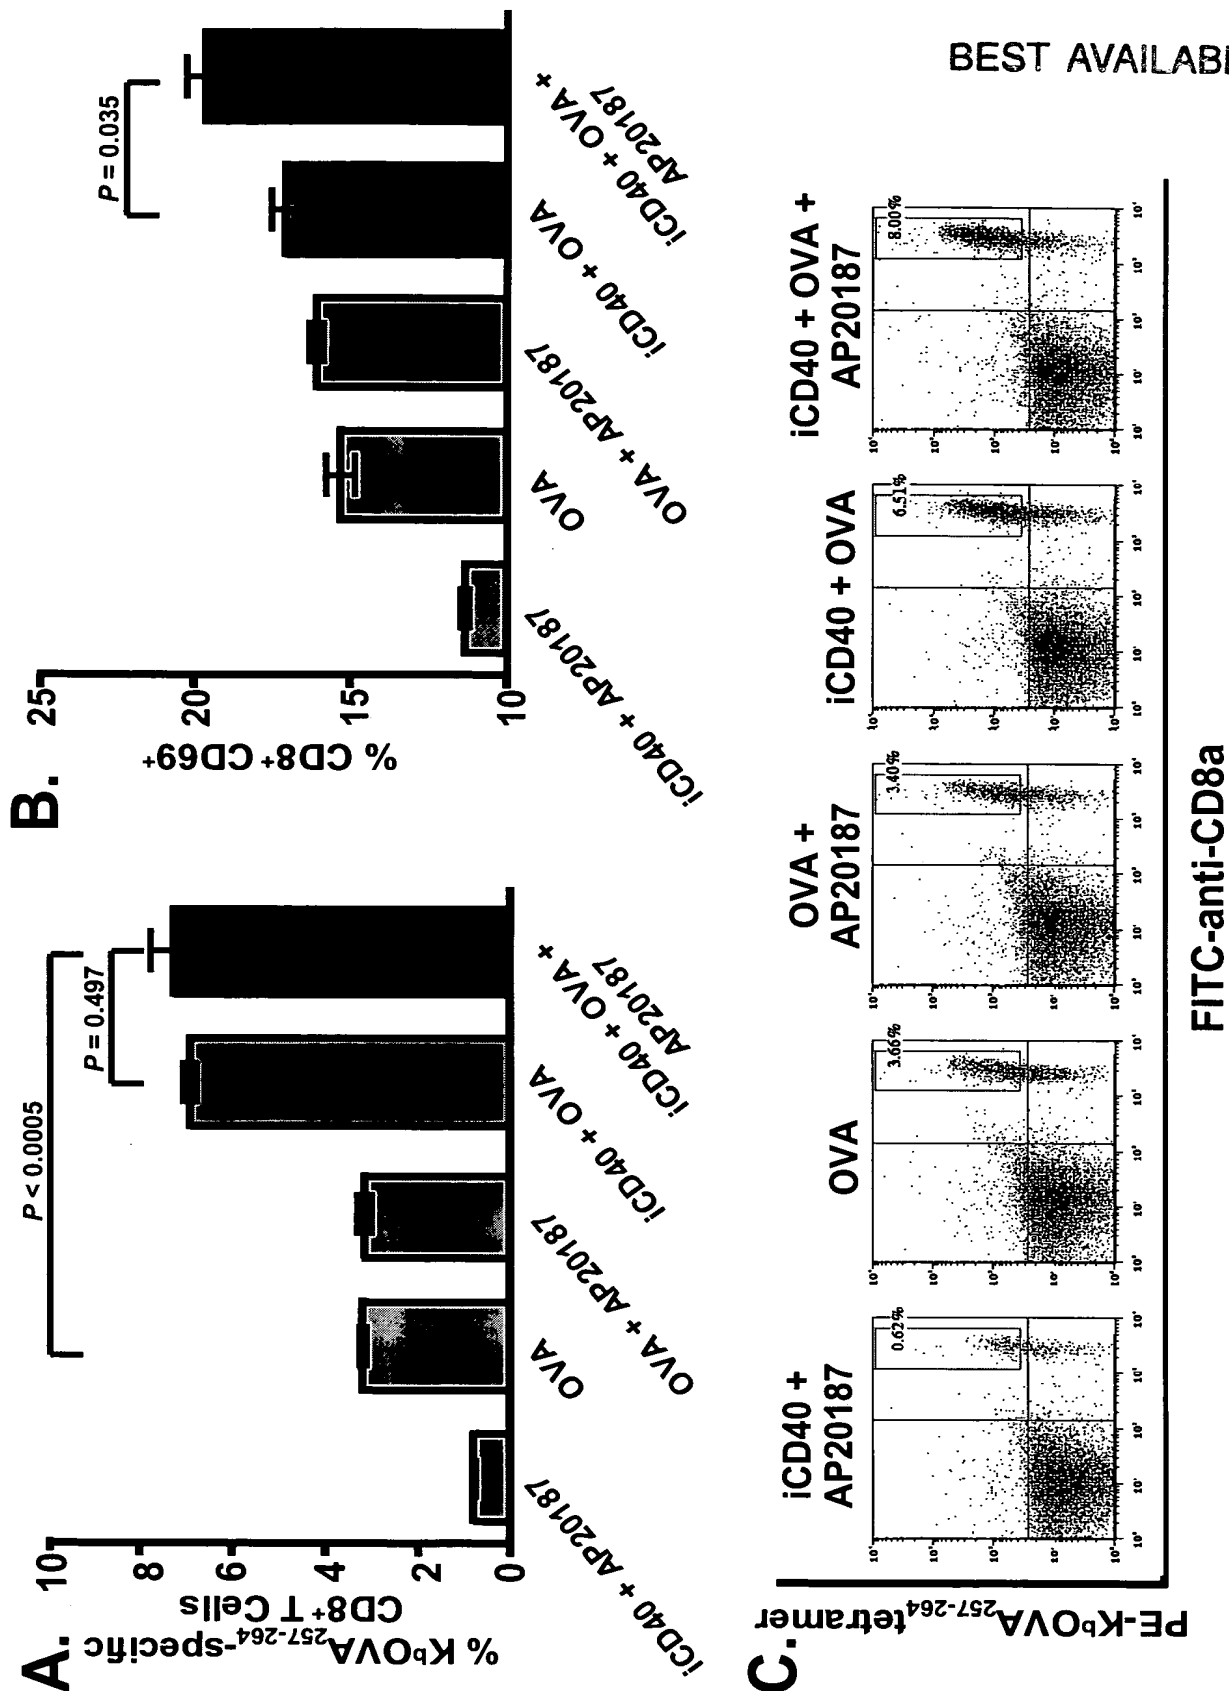 BEST AVAILABI
A.
% KᵇOVA²⁵⁷⁻²⁶⁴-specific
CD8⁺ T Cells
10
8
6
4
2
0
P < 0.0005
P = 0.497
iCD40 + AP20187
OVA
OVA + AP20187
iCD40 + OVA
iCD40 + OVA +
AP20187
B.
% CD8⁺CD69⁺
25
20
15
10
P = 0.035
iCD40 + AP20187
OVA
OVA + AP20187
iCD40 + OVA
iCD40 + OVA +
AP20187
C.
PE-KᵇOVA²⁵⁷⁻²⁶⁴
tetramer
iCD40 +
AP20187
0.62%
OVA
3.66%
OVA +
AP20187
3.40%
iCD40 + OVA
6.51%
iCD40 + OVA +
AP20187
8.00%
FITC-anti-CD8a